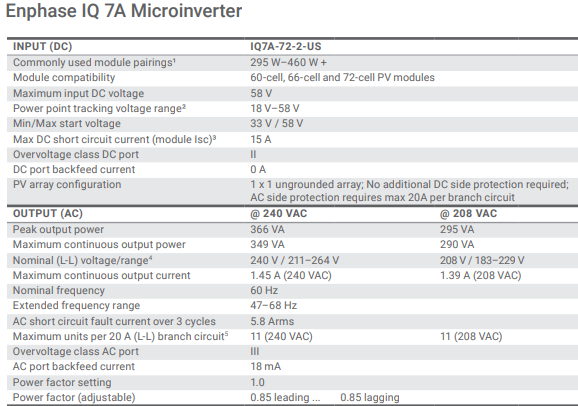 Enphase IQ 7A Microinverter
INPUT (DC) IQ7A-72-2-US
Commonly used module pairings¹ 295 W–460 W +
Module compatibility 60-cell, 66-cell and 72-cell PV modules
Maximum input DC voltage 58 V
Power point tracking voltage range² 18 V–58 V
Min/Max start voltage 33 V / 58 V
Max DC short circuit current (module Isc)³ 15 A
Overvoltage class DC port II
DC port backfeed current 0 A
PV array configuration 1 x 1 ungrounded array; No additional DC side protection required;
AC side protection requires max 20A per branch circuit
OUTPUT (AC) @ 240 VAC @ 208 VAC
Peak output power 366 VA 295 VA
Maximum continuous output power 349 VA 290 VA
Nominal (L-L) voltage/range⁴ 240 V / 211–264 V 208 V / 183–229 V
Maximum continuous output current 1.45 A (240 VAC) 1.39 A (208 VAC)
Nominal frequency 60 Hz
Extended frequency range 47–68 Hz
AC short circuit fault current over 3 cycles 5.8 Arms
Maximum units per 20 A (L-L) branch circuit⁵ 11 (240 VAC) 11 (208 VAC)
Overvoltage class AC port III
AC port backfeed current 18 mA
Power factor setting 1.0
Power factor (adjustable) 0.85 leading ... 0.85 lagging